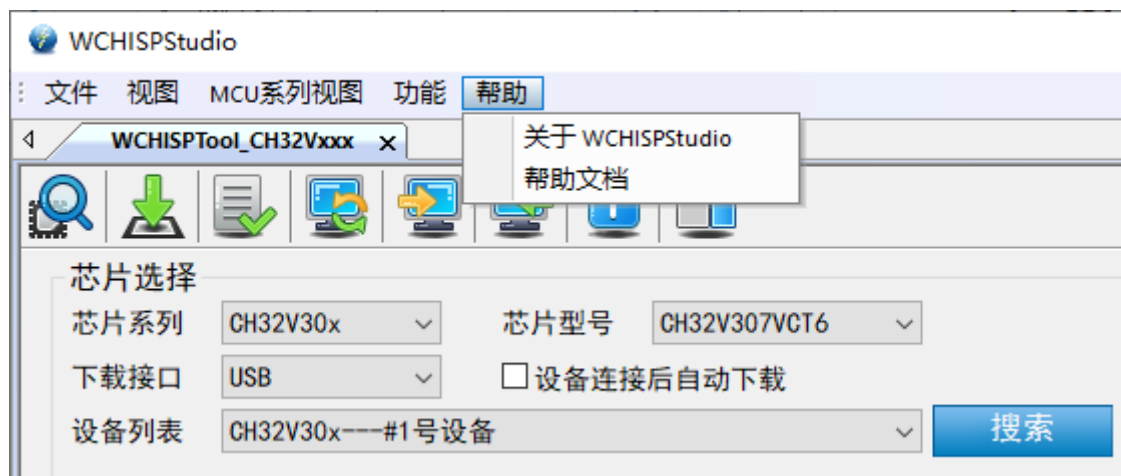 WCHISPStudio
文件 视图 MCU系列视图 功能 帮助
WCHISPTool_CH32Vxxx x
关于 WCHISPStudio
帮助文档
芯片选择
芯片系列 CH32V30x 芯片型号 CH32V307VCT6
下载接口 USB 设备连接后自动下载
设备列表 CH32V30x---#1号设备 搜索